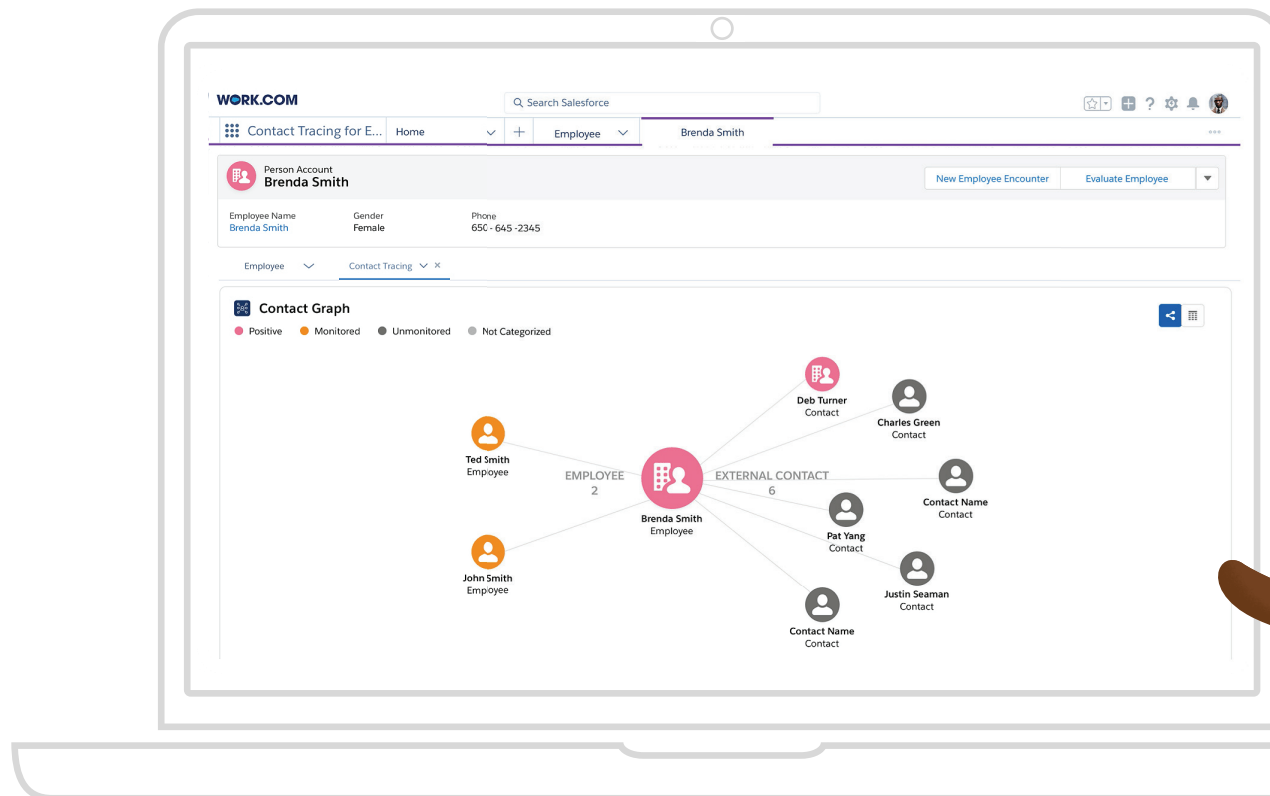 WORK.COM
Search Salesforce
Contact Tracing for E... Home Employee Brenda Smith
Person Account
Brenda Smith
New Employee Encounter Evaluate Employee
Employee Name Gender Phone
Brenda Smith Female 650 - 645 -2345
Employee Contact Tracing
Contact Graph
Positive Monitored Unmonitored Not Categorized
Deb Turner
Contact
Charles Green
Contact
Ted Smith
Employee
EMPLOYEE
2
EXTERNAL CONTACT
6
Contact Name
Contact
Brenda Smith
Employee
Pat Yang
Contact
John Smith
Employee
Justin Seaman
Contact
Contact Name
Contact